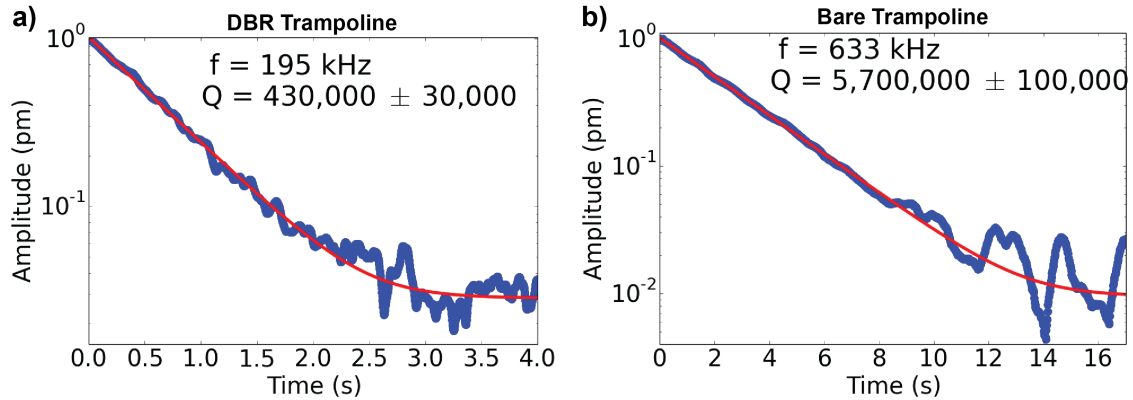 a)
DBR Trampoline
f = 195 kHz
Q = 430,000 ± 30,000
10^0
10^-1
Amplitude (pm)
0.0 0.5 1.0 1.5 2.0 2.5 3.0 3.5 4.0
Time (s)
b)
Bare Trampoline
f = 633 kHz
Q = 5,700,000 ± 100,000
10^0
10^-1
10^-2
Amplitude (pm)
0 2 4 6 8 10 12 14 16
Time (s)